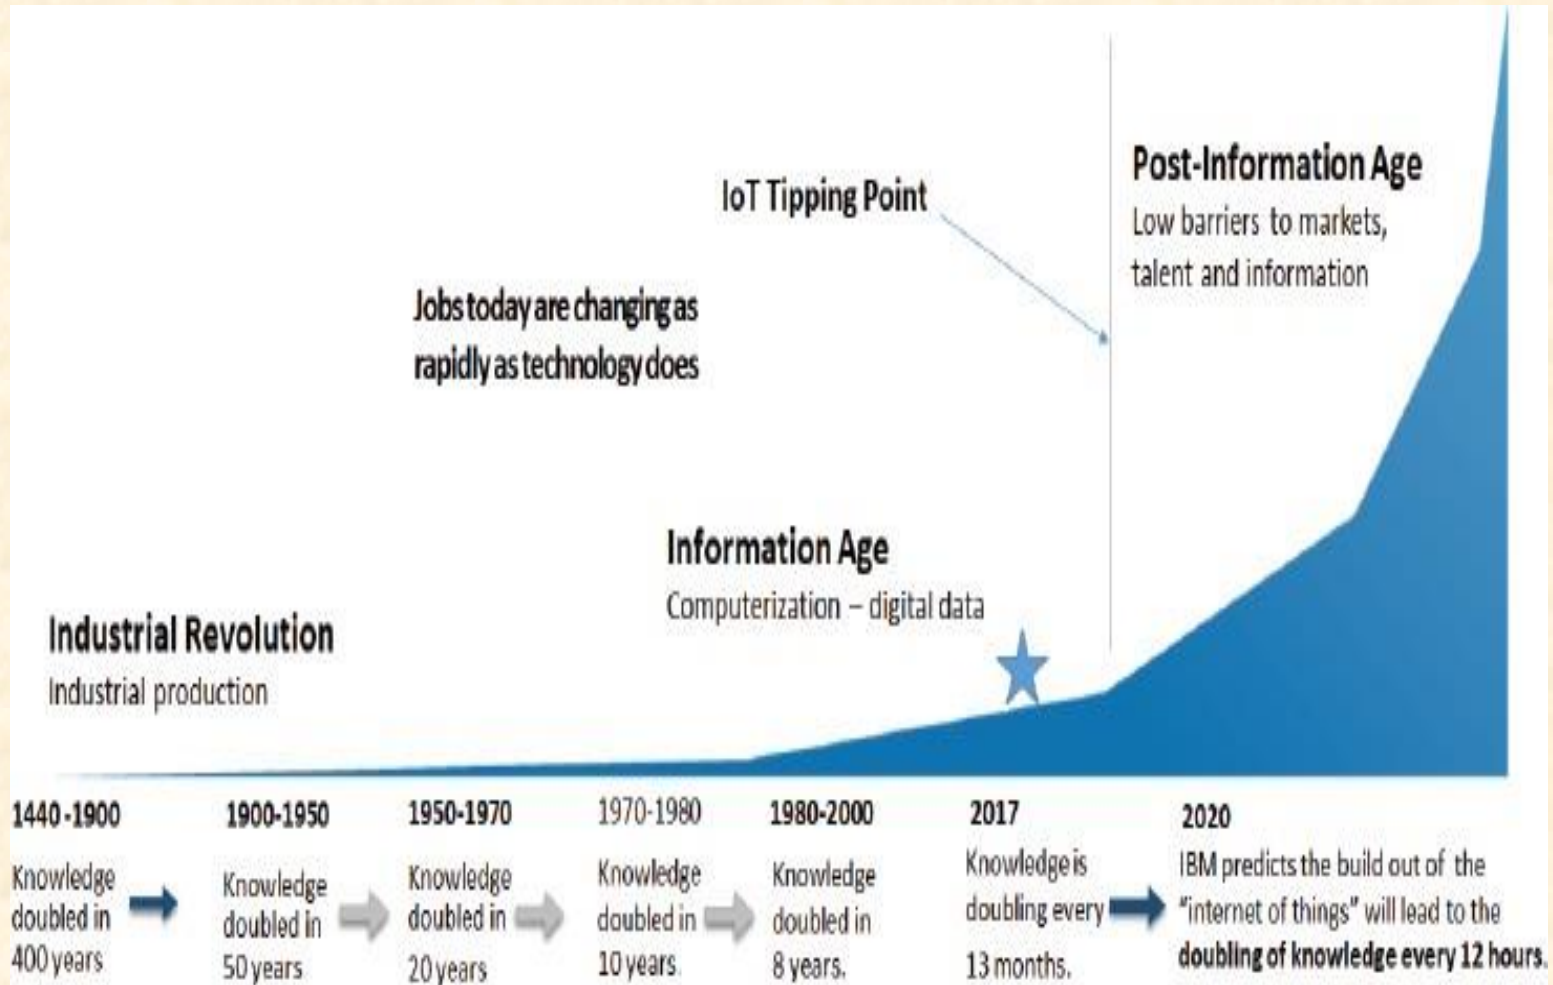 Post-Information Age
Low barriers to markets,
talent and information
IoT Tipping Point
Jobs today are changing as
rapidly as technology does
Information Age
Computerization – digital data
Industrial Revolution
Industrial production
1440-1900
Knowledge
doubled in
400 years
1900-1950
Knowledge
doubled in
50 years
1950-1970
Knowledge
doubled in
20 years
1970-1980
Knowledge
doubled in
10 years
1980-2000
Knowledge
doubled in
8 years.
2017
Knowledge is
doubling every
13 months.
2020
IBM predicts the build out of the
“internet of things” will lead to the
doubling of knowledge every 12 hours.